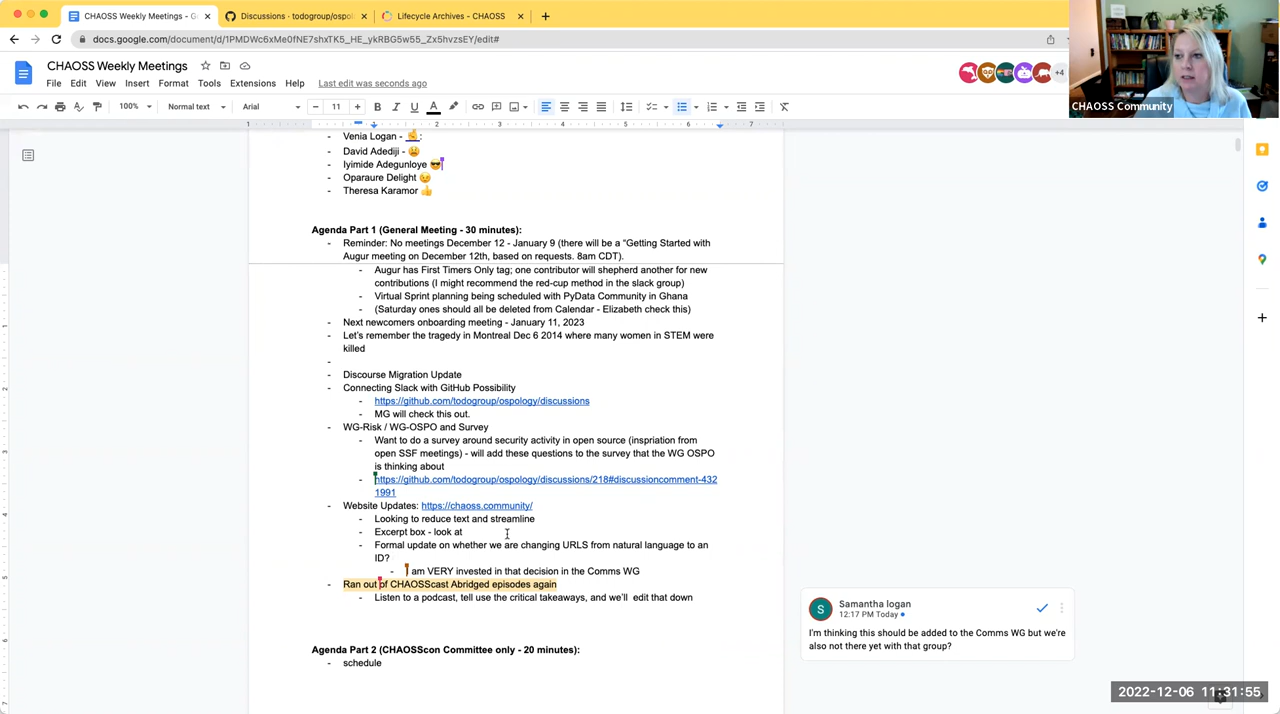 CHAOSS Weekly Meetings - G
Discussions · todogroup/ospol
Lifecycle Archives - CHAOSS
docs.google.com/document/d/1PMDWc6xMe0fNE7shxTK5_HE_ykRBG5w55_Zx5hvzsEY/edit#
CHAOSS Weekly Meetings
File Edit View Insert Format Tools Extensions Help Last edit was seconds ago
+4
CHAOSS Community
100% Normal text Arial 11
1 2 3 4 5 6 7
- Venia Logan - :
- David Adediji -
- Iyimide Adegunloye
- Oparaure Delight
- Theresa Karamor
Agenda Part 1 (General Meeting - 30 minutes):
- Reminder: No meetings December 12 - January 9 (there will be a “Getting Started with
Augur meeting on December 12th, based on requests. 8am CDT).
- Augur has First Timers Only tag; one contributor will shepherd another for new
contributions (I might recommend the red-cup method in the slack group)
- Virtual Sprint planning being scheduled with PyData Community in Ghana
- (Saturday ones should all be deleted from Calendar - Elizabeth check this)
- Next newcomers onboarding meeting - January 11, 2023
- Let’s remember the tragedy in Montreal Dec 6 2014 where many women in STEM were
killed
-
- Discourse Migration Update
- Connecting Slack with GitHub Possibility
- https://github.com/todogroup/ospology/discussions
- MG will check this out.
- WG-Risk / WG-OSPO and Survey
- Want to do a survey around security activity in open source (inspriation from
open SSF meetings) - will add these questions to the survey that the WG OSPO
is thinking about
- https://github.com/todogroup/ospology/discussions/218#discussioncomment-432
1991
- Website Updates: https://chaoss.community/
- Looking to reduce text and streamline
- Excerpt box - look at
- Formal update on whether we are changing URLS from natural language to an
ID?
- I am VERY invested in that decision in the Comms WG
- Ran out of CHAOSScast Abridged episodes again
- Listen to a podcast, tell use the critical takeaways, and we’ll edit that down
Samantha logan
12:17 PM Today
I'm thinking this should be added to the Comms WG but we're
also not there yet with that group?
Agenda Part 2 (CHAOSScon Committee only - 20 minutes):
- schedule
2022-12-06 11:31:55